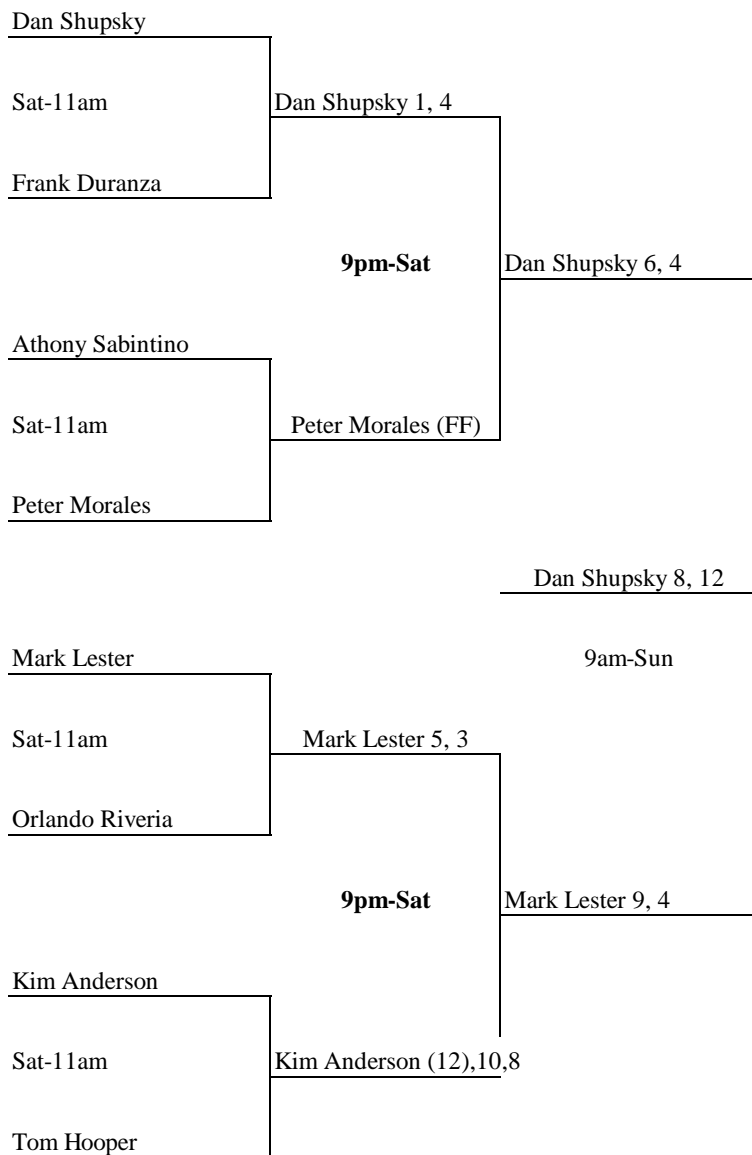 Dan Shupsky
Sat-11am
Dan Shupsky 1, 4
Frank Duranza
9pm-Sat
Dan Shupsky 6, 4
Athony Sabintino
Sat-11am
Peter Morales (FF)
Peter Morales
Dan Shupsky 8, 12
Mark Lester
9am-Sun
Sat-11am
Mark Lester 5, 3
Orlando Riveria
9pm-Sat
Mark Lester 9, 4
Kim Anderson
Sat-11am
Kim Anderson (12),10,8
Tom Hooper